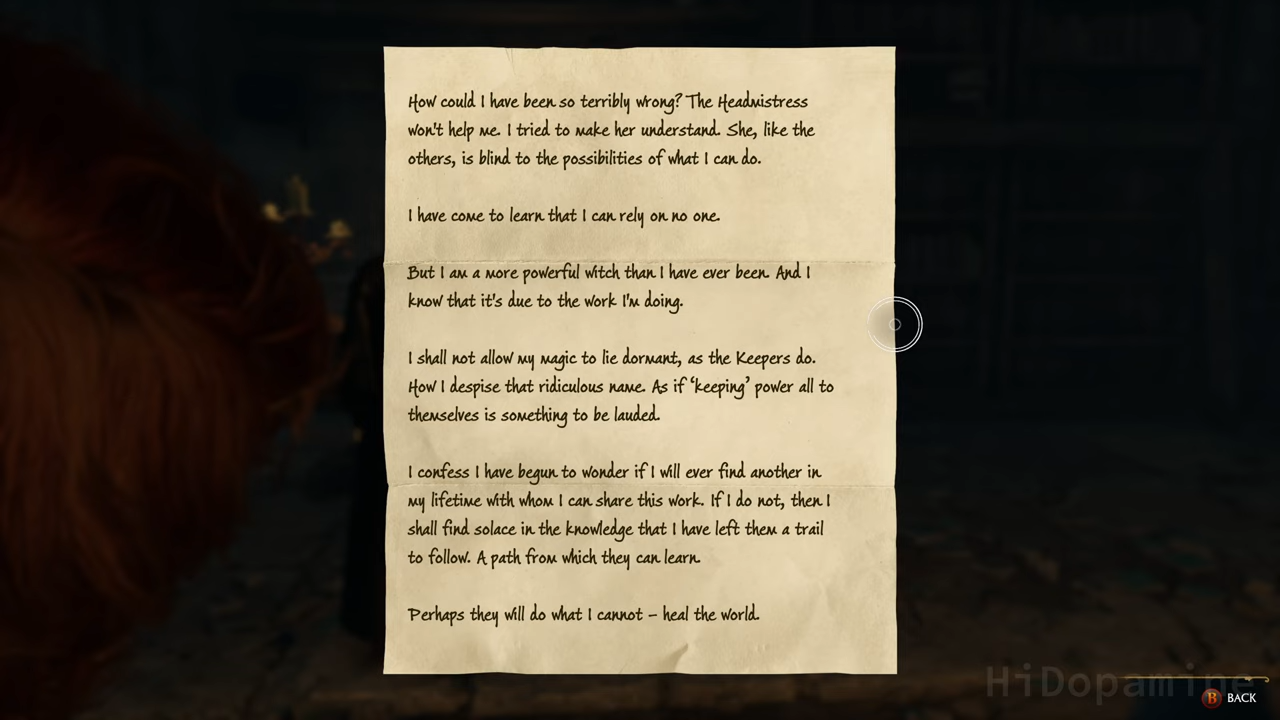 How could I have been so terribly wrong? The Headmistress
won't help me. I tried to make her understand. She, like the
others, is blind to the possibilities of what I can do.
I have come to learn that I can rely on no one.
But I am a more powerful witch than I have ever been. And I
know that it's due to the work I'm doing.
I shall not allow my magic to lie dormant, as the Keepers do.
How I despise that ridiculous name. As if ‘keeping’ power all to
themselves is something to be lauded.
I confess I have begun to wonder if I will ever find another in
my lifetime with whom I can share this work. If I do not, then I
shall find solace in the knowledge that I have left them a trail
to follow. A path from which they can learn.
Perhaps they will do what I cannot – heal the world.
HiDopamine
B BACK